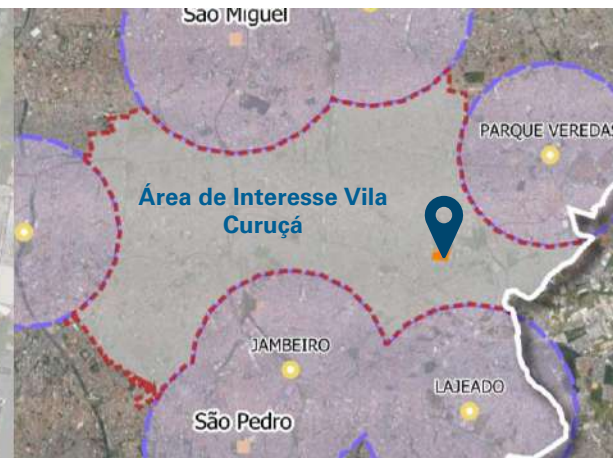 São Miguel
PARQUE VEREDAS
Área de Interesse Vila
Curuçá
JAMBEIRO
LAJEADO
São Pedro